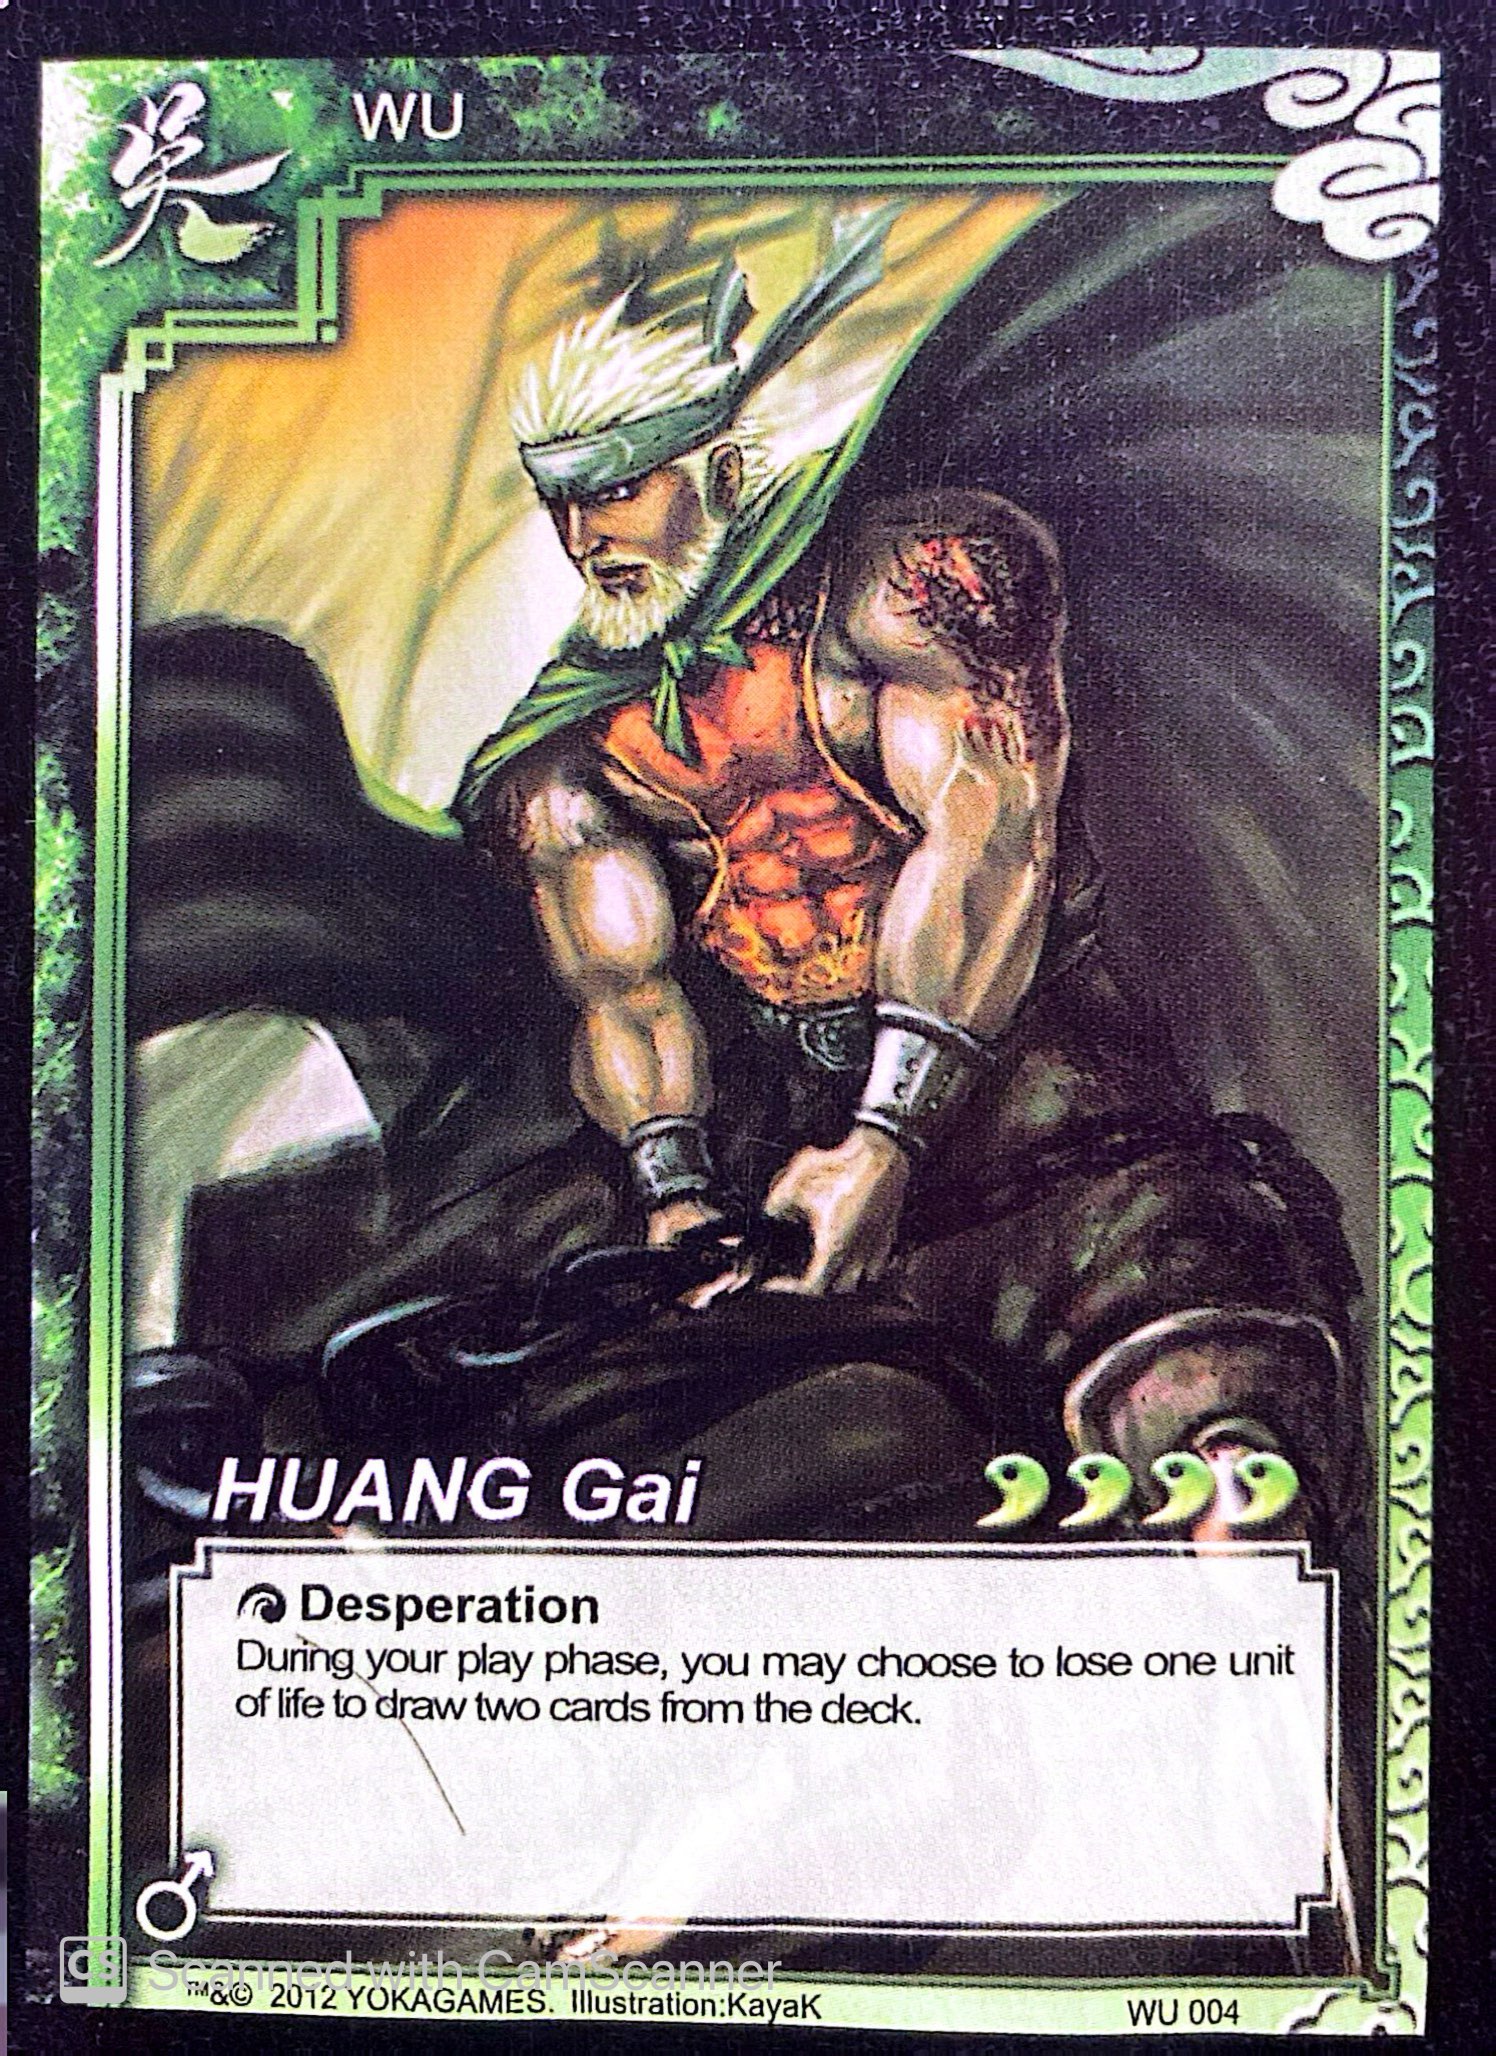 吴
WU
HUANG Gai
Desperation
During your play phase, you may choose to lose one unit
of life to draw two cards from the deck.
CS Scanned with CamScanner
™&© 2012 YOKAGAMES. Illustration:KayaK
WU 004